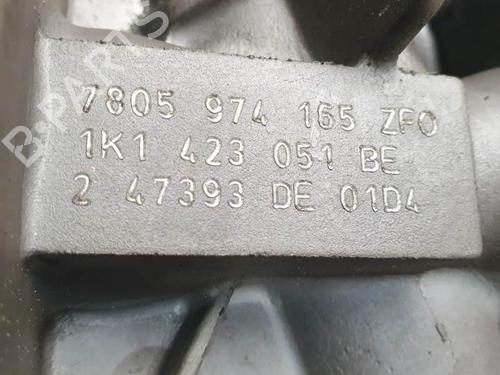 7805 974 165 ZFO
1K1 423 051 BE
2 47393 DE 01D4